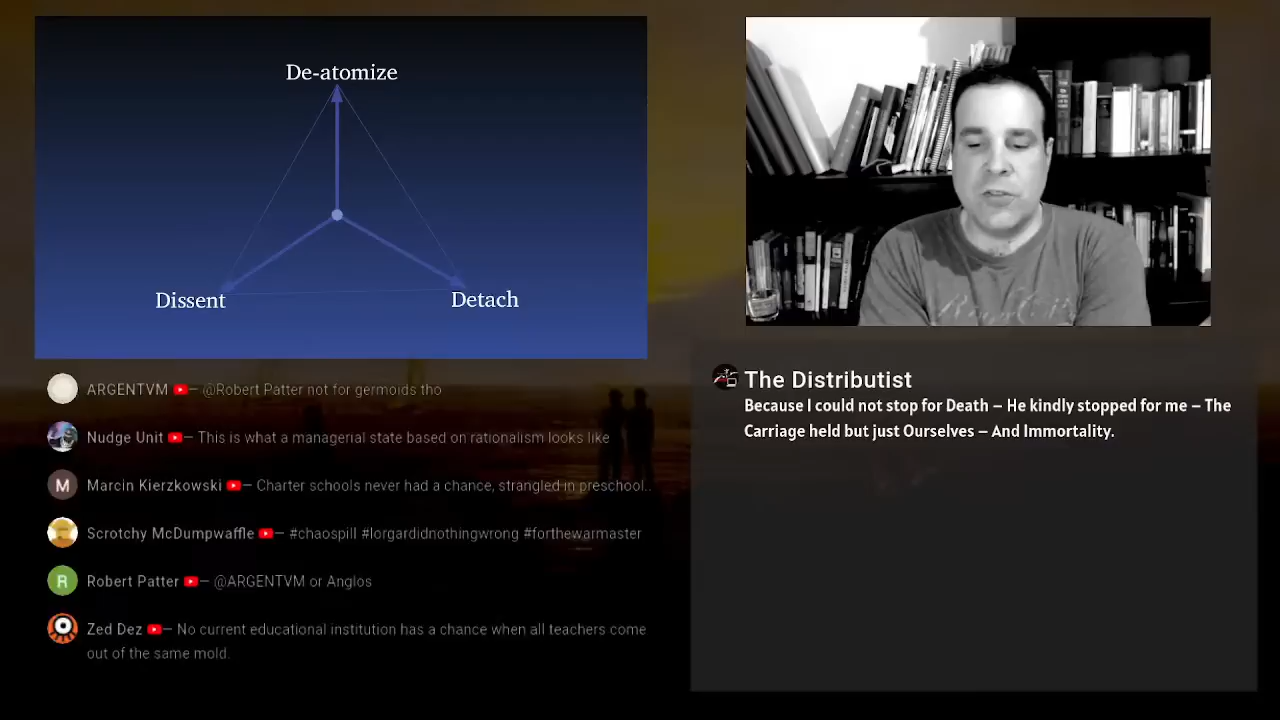 De-atomize
Dissent
Detach
ARGENTVM — @Robert Patter not for germoids tho
Nudge Unit — This is what a managerial state based on rationalism looks like
Marcin Kierzkowski — Charter schools never had a chance, strangled in preschool..
Scrotchy McDumpwaffle — #chaospill #lorgardidnothingwrong #forthewarmaster
R Robert Patter — @ARGENTVM or Anglos
Zed Dez — No current educational institution has a chance when all teachers come
out of the same mold.
The Distributist
Because I could not stop for Death – He kindly stopped for me – The
Carriage held but just Ourselves – And Immortality.